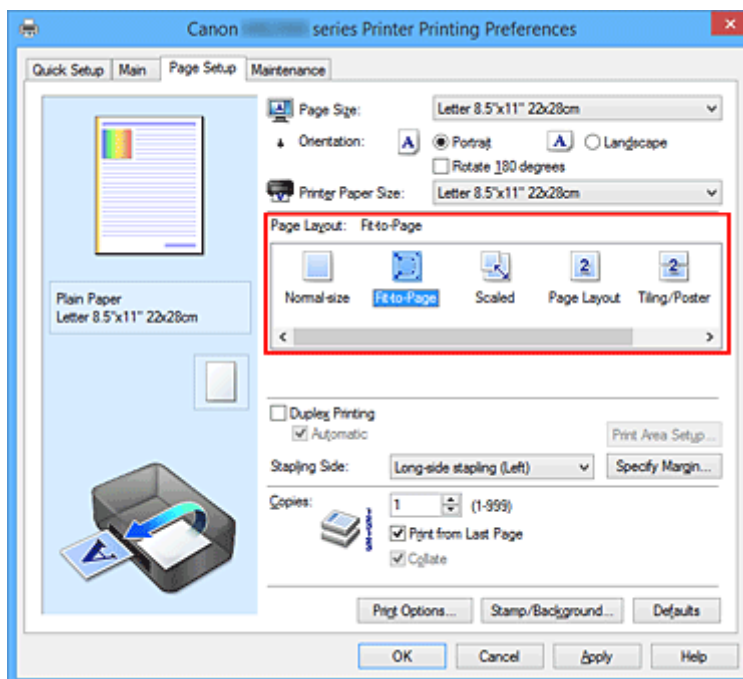 Canon series Printer Printing Preferences
Quick Setup Main Page Setup Maintenance
Page Size: Letter 8.5"x11" 22x28cm
Orientation: A Portrait A Landscape
Rotate 180 degrees
Printer Paper Size: Letter 8.5"x11" 22x28cm
Page Layout: Fit-to-Page
2 2
Normal-size Fit-to-Page Scaled Page Layout Tiling/Poster
Plain Paper
Letter 8.5"x11" 22x28cm
Duplex Printing
Automatic
Print Area Setup...
Stapling Side: Long-side stapling (Left) Specify Margin...
Copies: 1 (1-999)
Print from Last Page
Collate
A
Print Options... Stamp/Background... Defaults
OK Cancel Apply Help